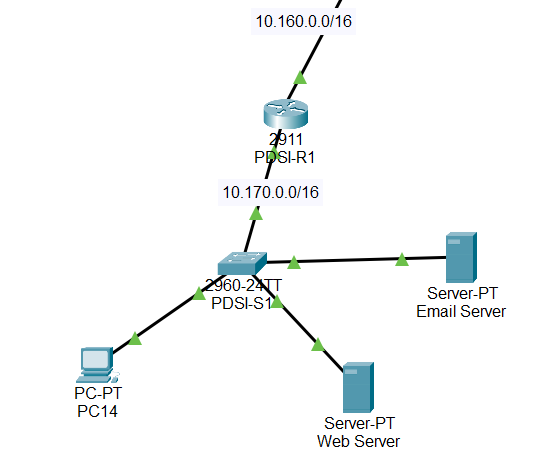 10.160.0.0/16
2911
PDSI-R1
10.170.0.0/16
2960-24TT
PDSI-S1
Server-PT
Email Server
PC-PT
PC14
Server-PT
Web Server